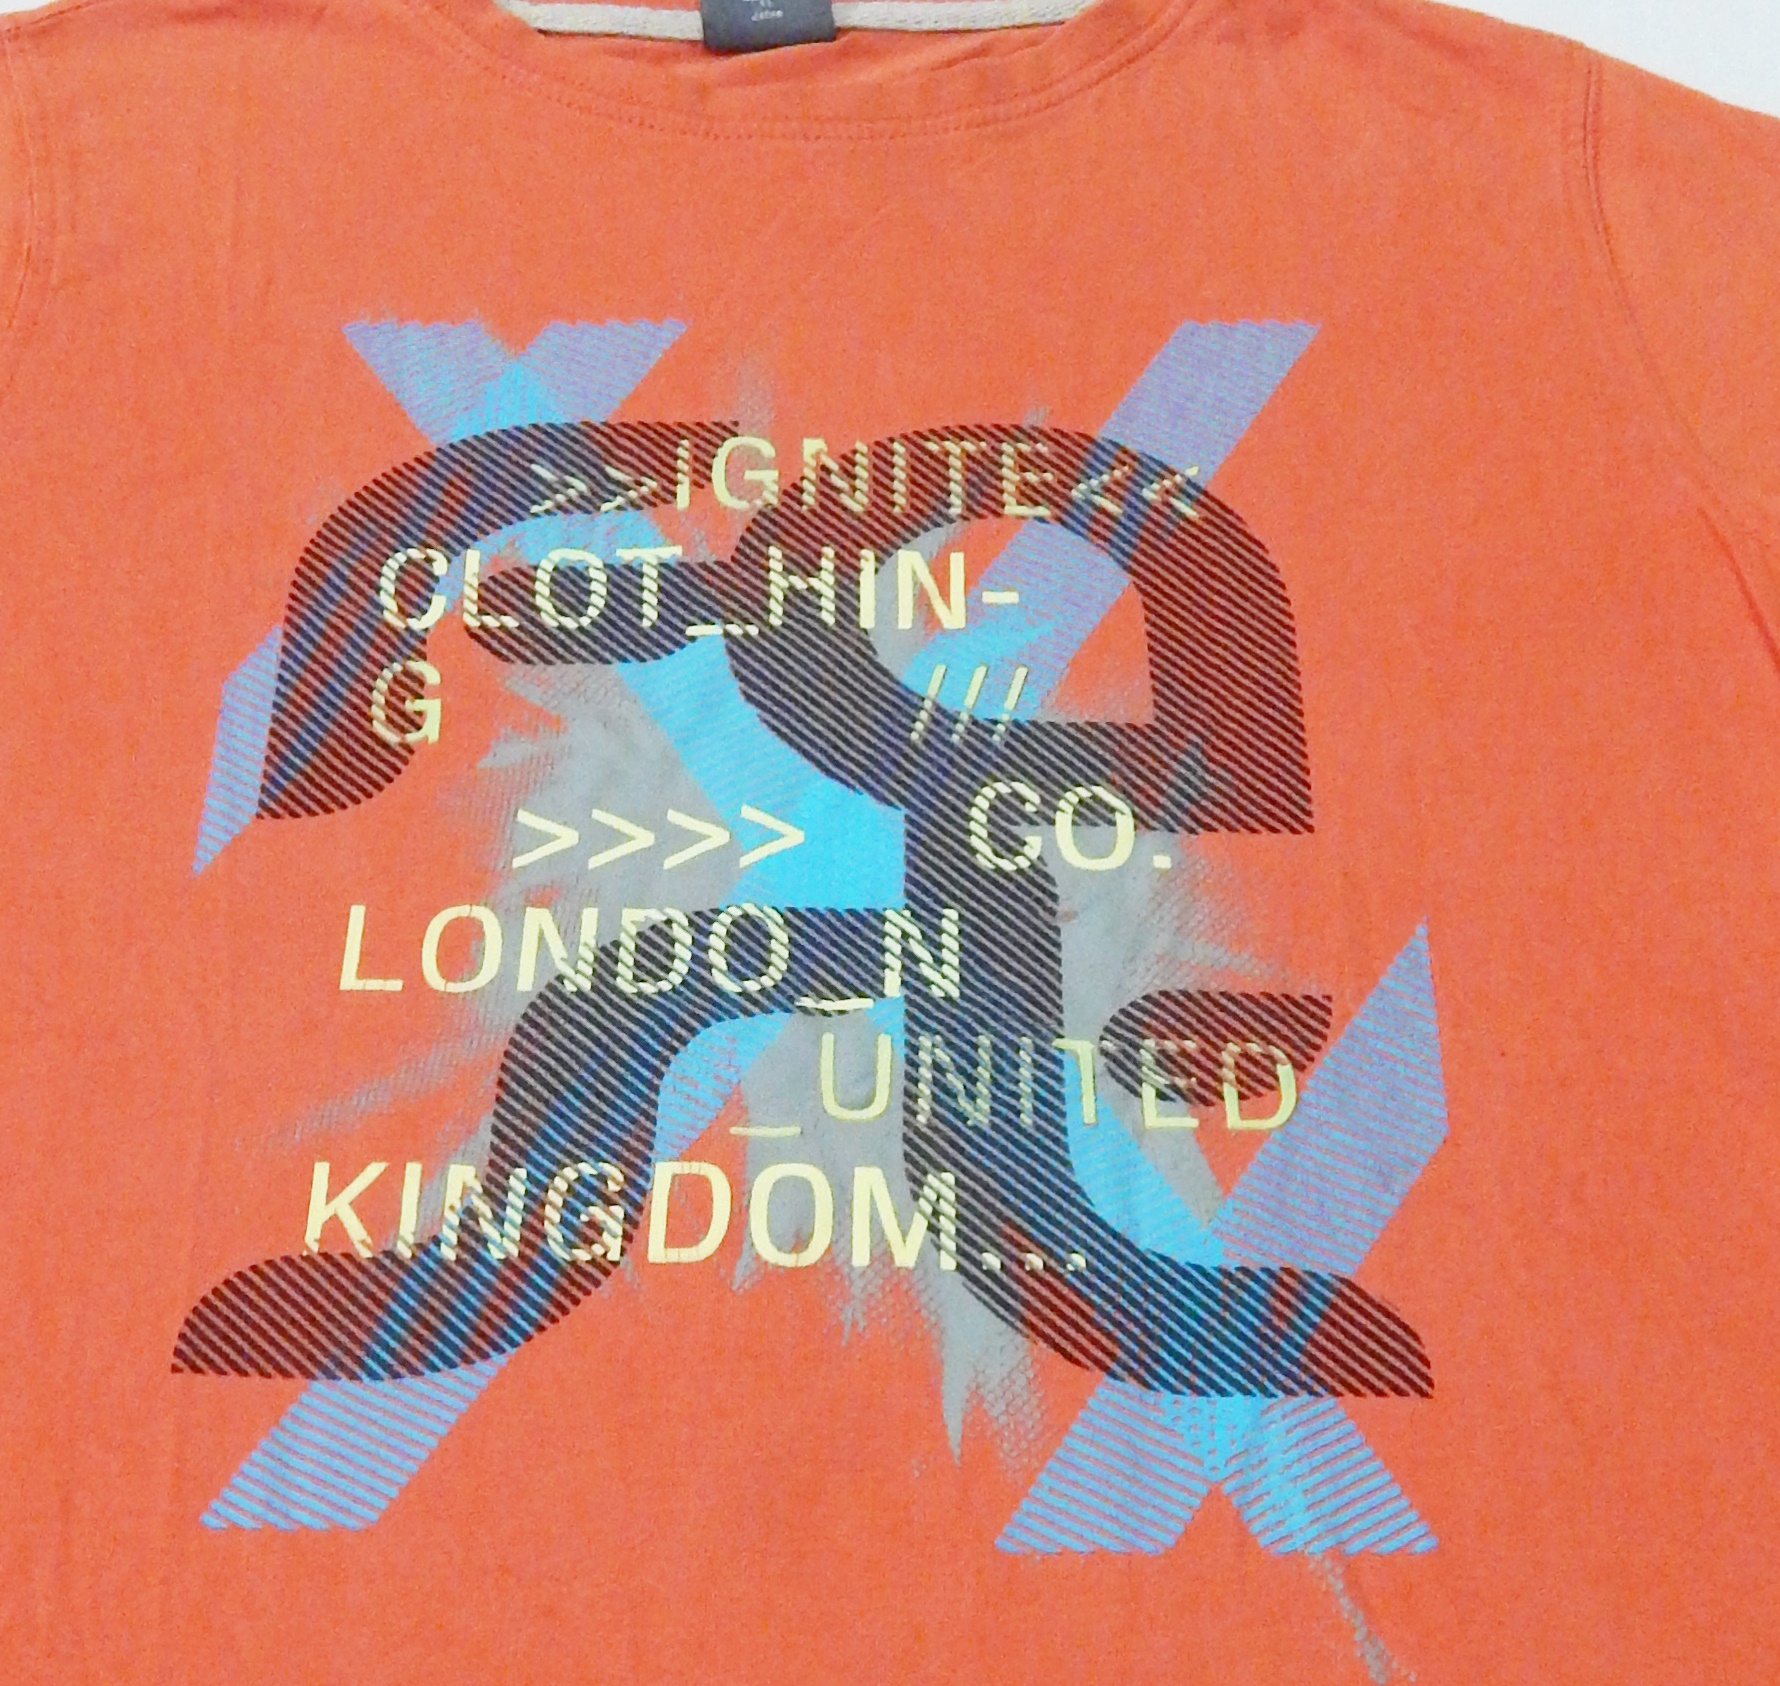 >>IGNITE<<
CLOT_HIN-
G ///
>>>> CO.
LONDO_N
_UNITED
KINGDOM...